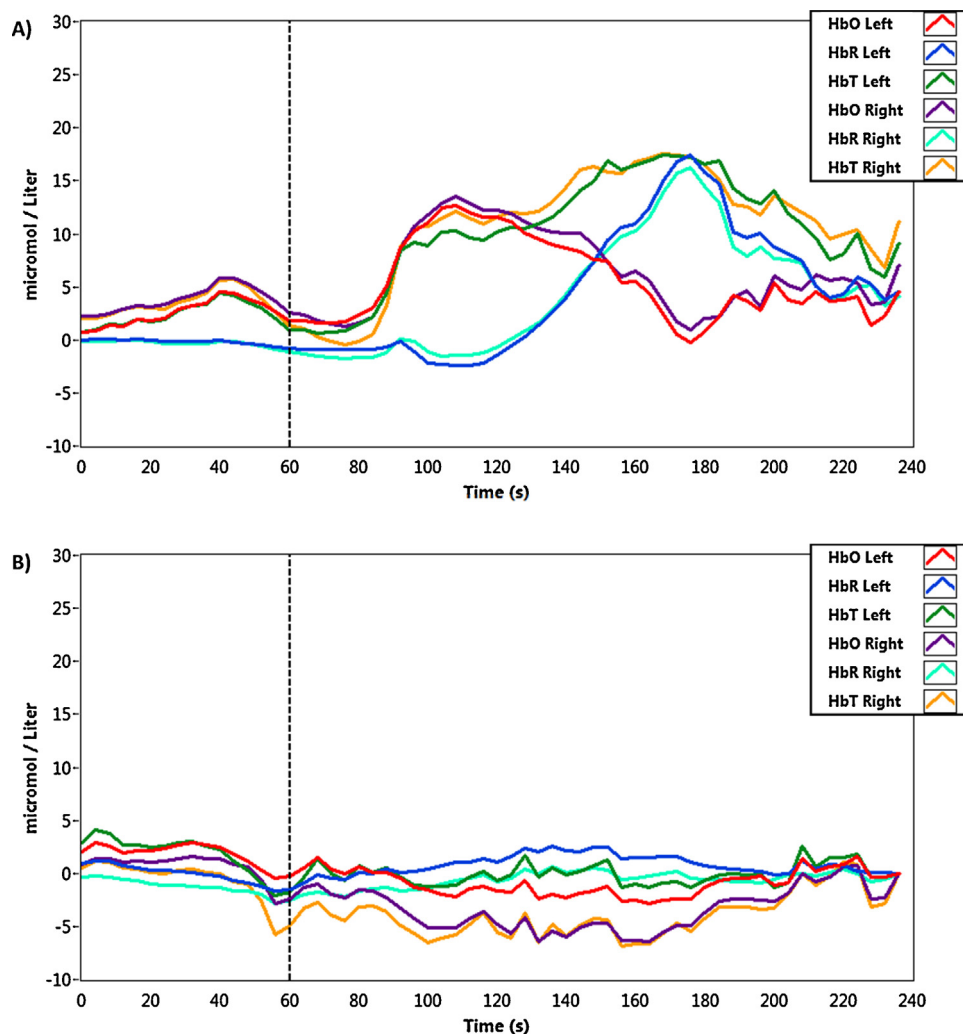 A)
micromol / Liter
30
25
20
15
10
5
0
-5
-10
0 20 40 60 80 100 120 140 160 180 200 220 240
Time (s)
HbO Left
HbR Left
HbT Left
HbO Right
HbR Right
HbT Right
B)
micromol / Liter
30
25
20
15
10
5
0
-5
-10
0 20 40 60 80 100 120 140 160 180 200 220 240
Time (s)
HbO Left
HbR Left
HbT Left
HbO Right
HbR Right
HbT Right